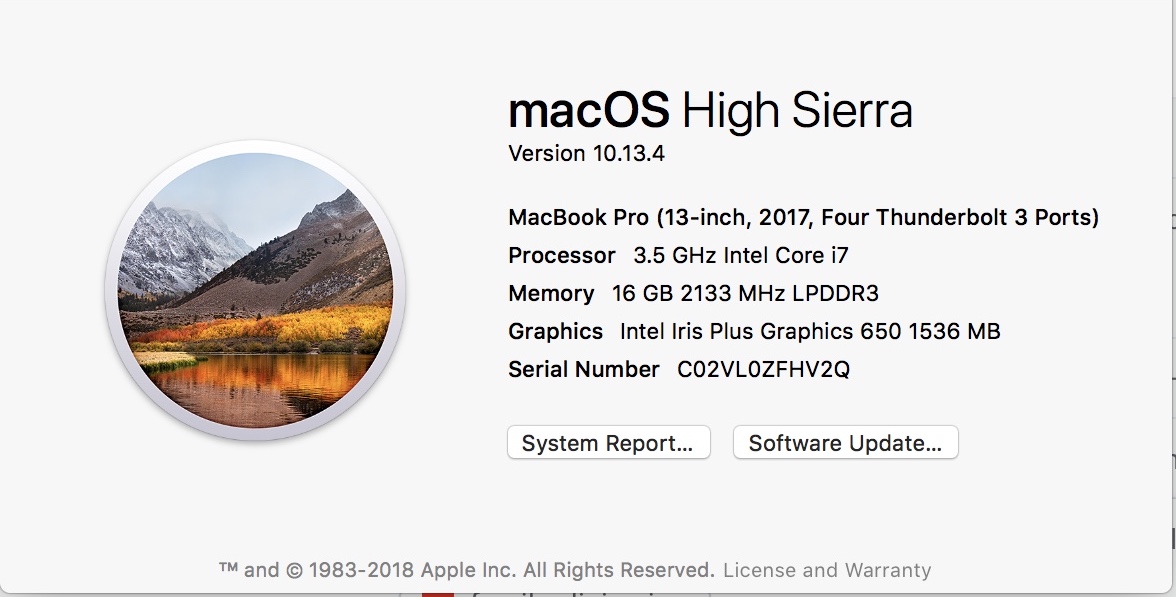 macOS High Sierra
Version 10.13.4
MacBook Pro (13-inch, 2017, Four Thunderbolt 3 Ports)
Processor 3.5 GHz Intel Core i7
Memory 16 GB 2133 MHz LPDDR3
Graphics Intel Iris Plus Graphics 650 1536 MB
Serial Number C02VL0ZFHV2Q
System Report... Software Update...
™ and © 1983-2018 Apple Inc. All Rights Reserved. License and Warranty